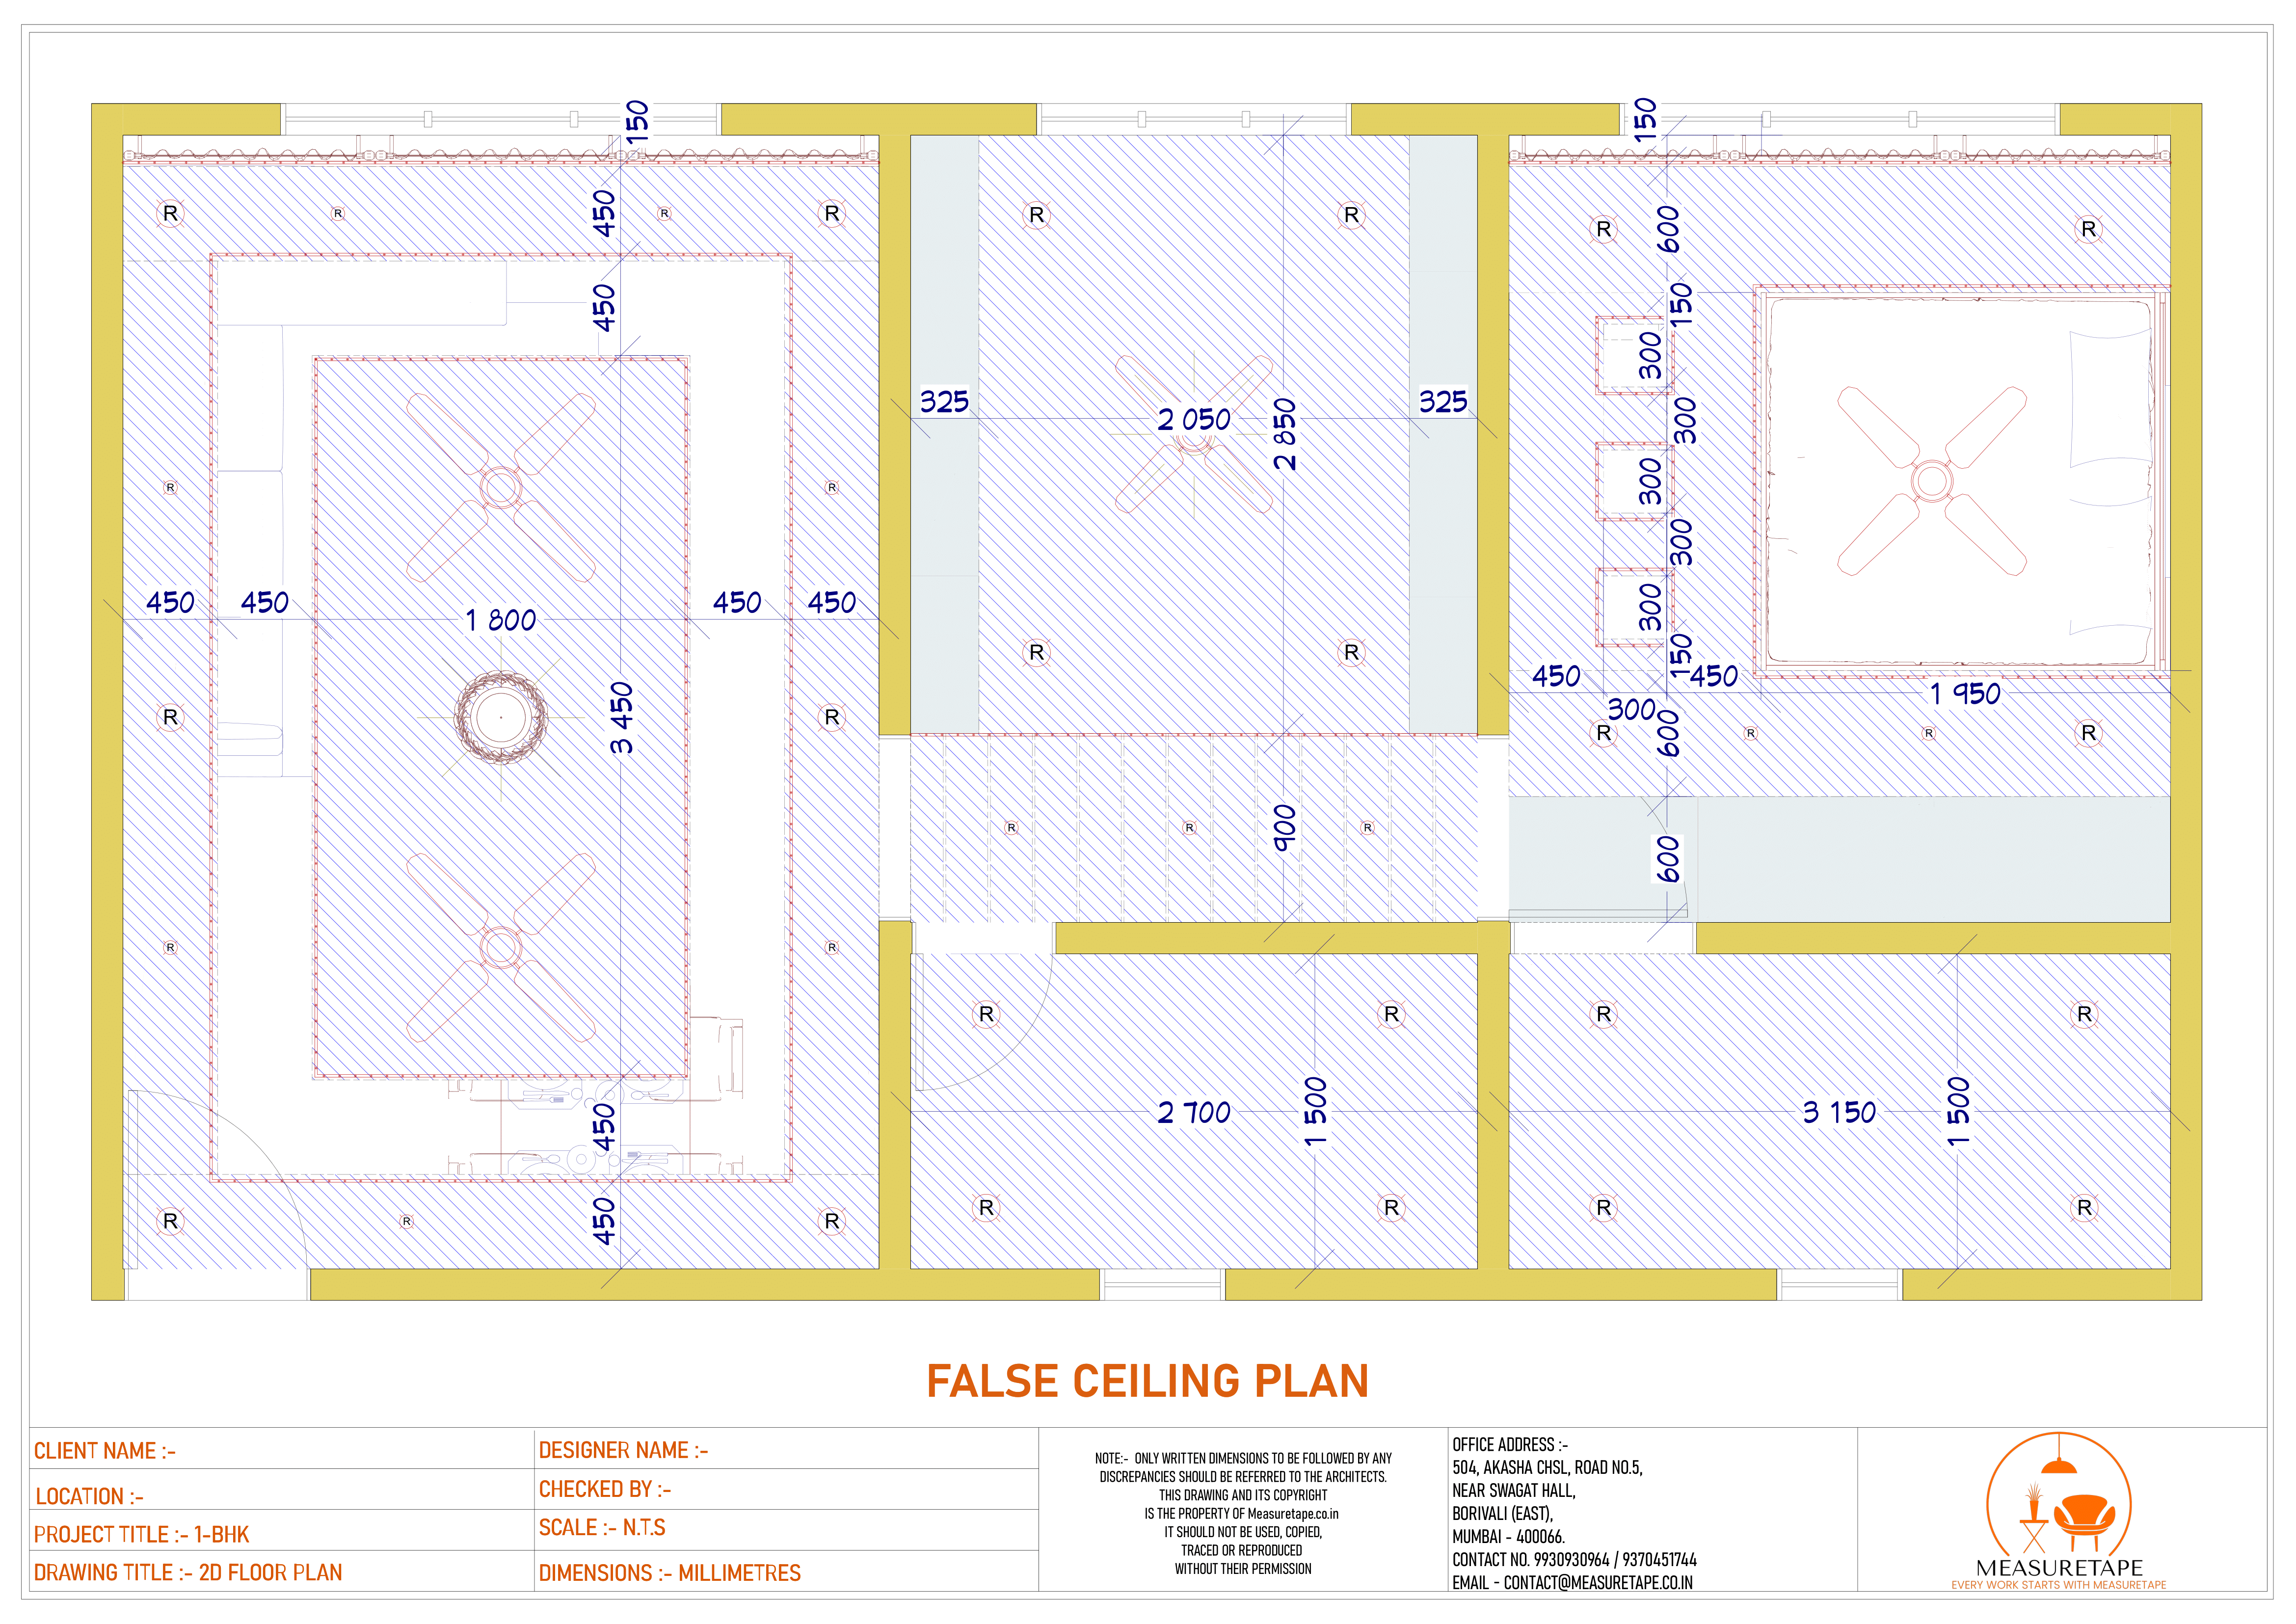 150
150
R
R
R
R
450
R
R
600
R
R
450
150
300
325
2 050
325
2 850
300
R
R
300
300
450
450
1 800
450
450
300
R
R
150
450
450
3 450
1 950
300
600
R
R
R
R
R
R
900
R
R
R
600
R
R
R
R
R
R
450
2 700
1 500
3 150
1 500
R
R
R
R
450
R
R
R
FALSE CEILING PLAN
CLIENT NAME :-
LOCATION :-
PROJECT TITLE :- 1-BHK
DRAWING TITLE :- 2D FLOOR PLAN
DESIGNER NAME :-
CHECKED BY :-
SCALE :- N.T.S
DIMENSIONS :- MILLIMETRES
NOTE:- ONLY WRITTEN DIMENSIONS TO BE FOLLOWED BY ANY
DISCREPANCIES SHOULD BE REFERRED TO THE ARCHITECTS.
THIS DRAWING AND ITS COPYRIGHT
IS THE PROPERTY OF Measuretape.co.in
IT SHOULD NOT BE USED, COPIED,
TRACED OR REPRODUCED
WITHOUT THEIR PERMISSION
OFFICE ADDRESS :-
504, AKASHA CHSL, ROAD NO.5,
NEAR SWAGAT HALL,
BORIVALI (EAST),
MUMBAI - 400066.
CONTACT NO. 9930930964 / 9370451744
EMAIL - CONTACT@MEASURETAPE.CO.IN
MEASURETAPE
EVERY WORK STARTS WITH MEASURETAPE